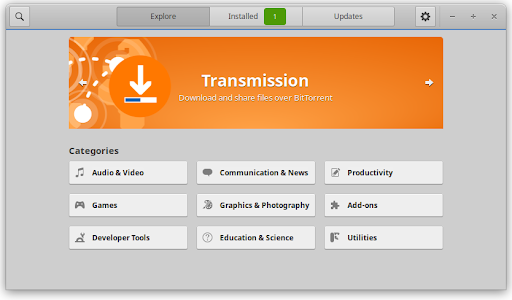 Explore Installed 1 Updates
Transmission
Download and share files over BitTorrent
Categories
Audio & Video Communication & News Productivity
Games Graphics & Photography Add-ons
Developer Tools Education & Science Utilities